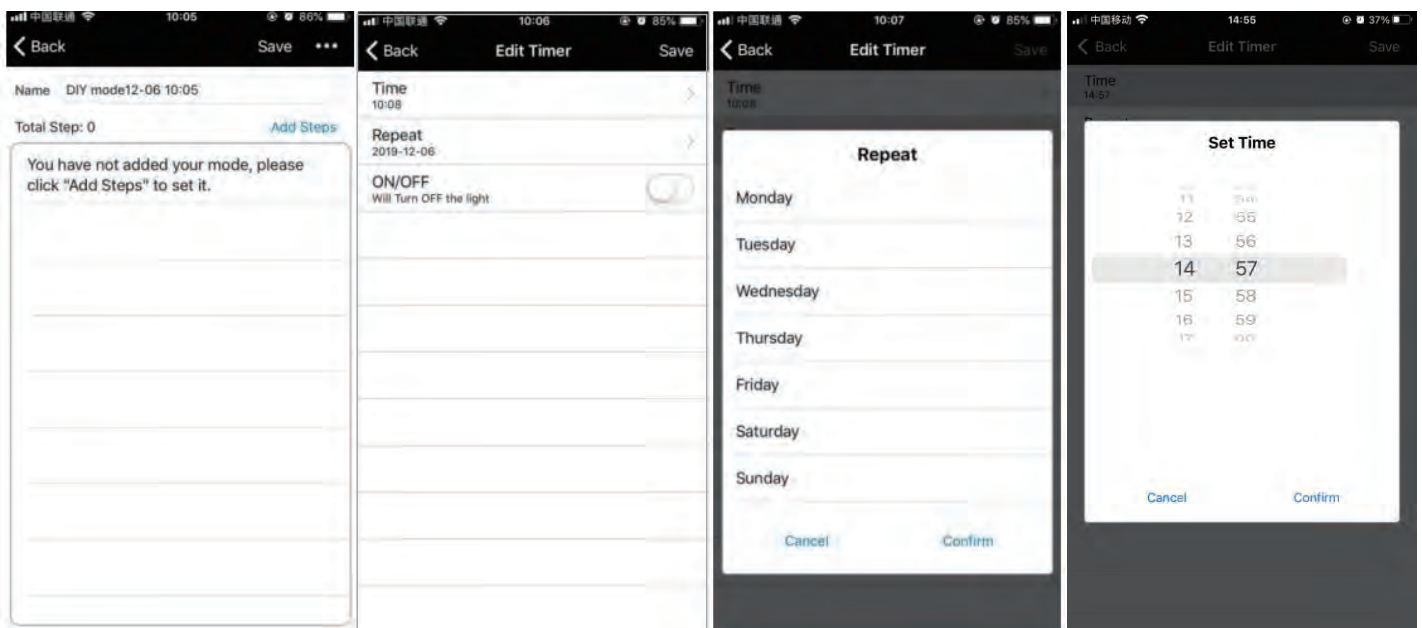 中国联通 10:05 86%
Back Save •••
Name DIY mode12-06 10:05
Total Step: 0 Add Steps
You have not added your mode, please
click "Add Steps" to set it.
中国联通 10:06 85%
Back Edit Timer Save
Time
10:08
Repeat
2019-12-06
ON/OFF
Will Turn OFF the light
中国联通 10:07 85%
Back Edit Timer Save
Time
10:08
Repeat
Monday
Tuesday
Wednesday
Thursday
Friday
Saturday
Sunday
Cancel Confirm
中国移动 14:55 37%
Back Edit Timer Save
Time
14:57
Set Time
11 54
12 55
13 56
14 57
15 58
16 59
17
Cancel Confirm